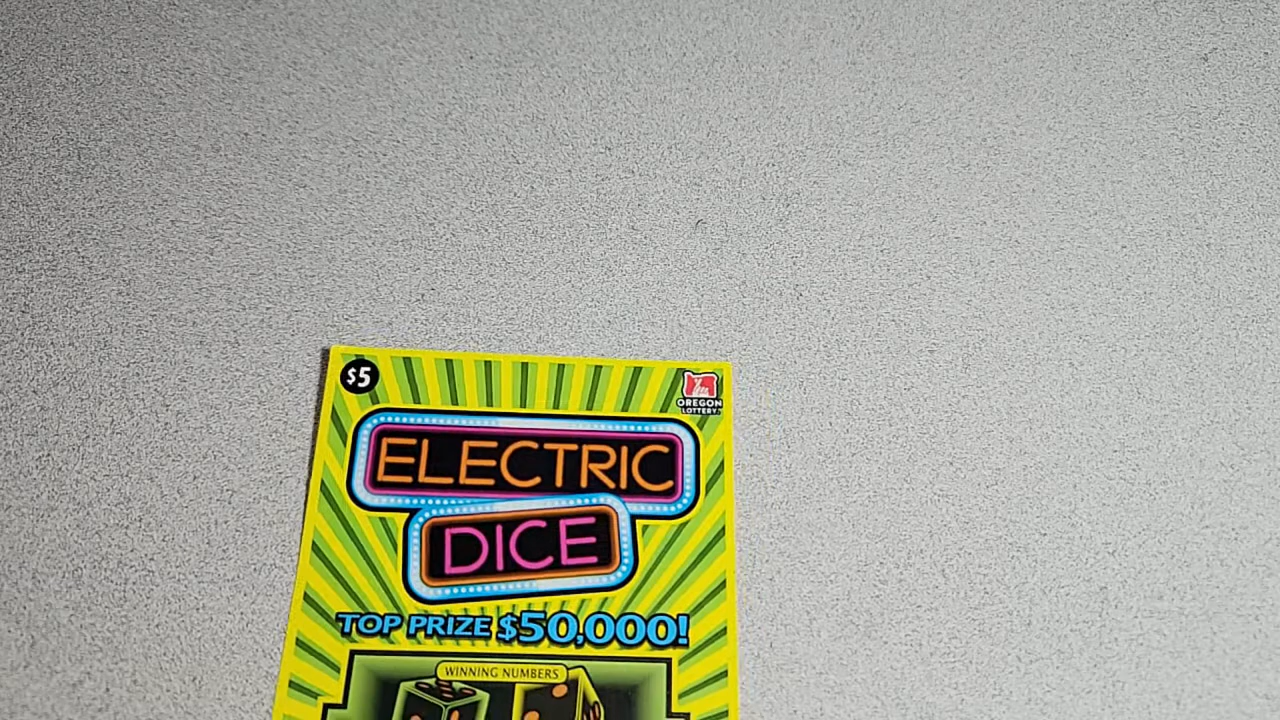 $5
OREGON
LOTTERY
ELECTRIC
DICE
TOP PRIZE $50,000!
WINNING NUMBERS